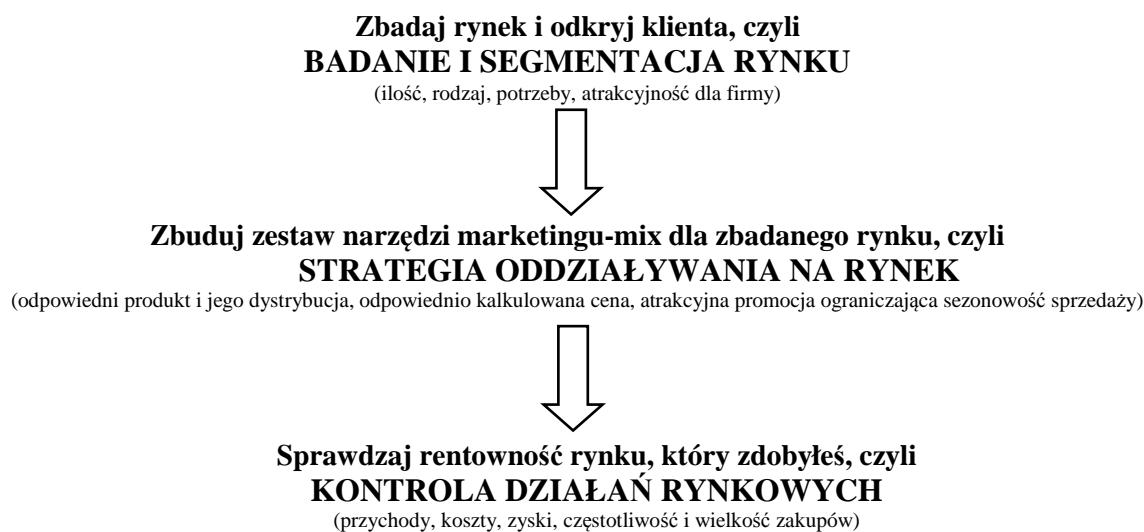 Zbadaj rynek i odkryj klienta, czyli
BADANIE I SEGMENTACJA RYNKU
(ilość, rodzaj, potrzeby, atrakcyjność dla firmy)
Zbuduj zestaw narzędzi marketingu-mix dla zbadanego rynku, czyli
STRATEGIA ODDZIAŁYWANIA NA RYNEK
(odpowiedni produkt i jego dystrybucja, odpowiednio kalkulowana cena, atrakcyjna promocja ograniczająca sezonowość sprzedaży)
Sprawdzaj rentowność rynku, który zdobyłeś, czyli
KONTROLA DZIAŁAŃ RYNKOWYCH
(przychody, koszty, zyski, częstotliwość i wielkość zakupów)